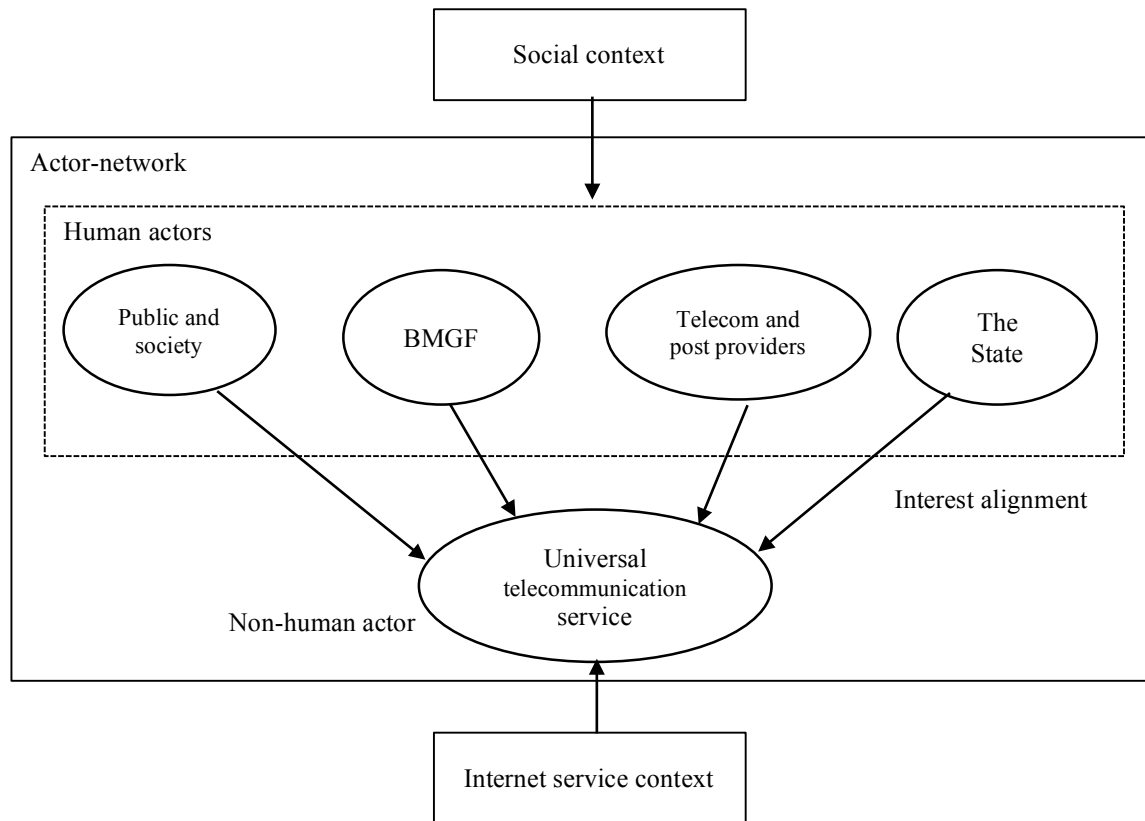 Social context
Actor-network
Human actors
Public and
society
BMGF
Telecom and
post providers
The
State
Interest alignment
Universal
telecommunication
service
Non-human actor
Internet service context